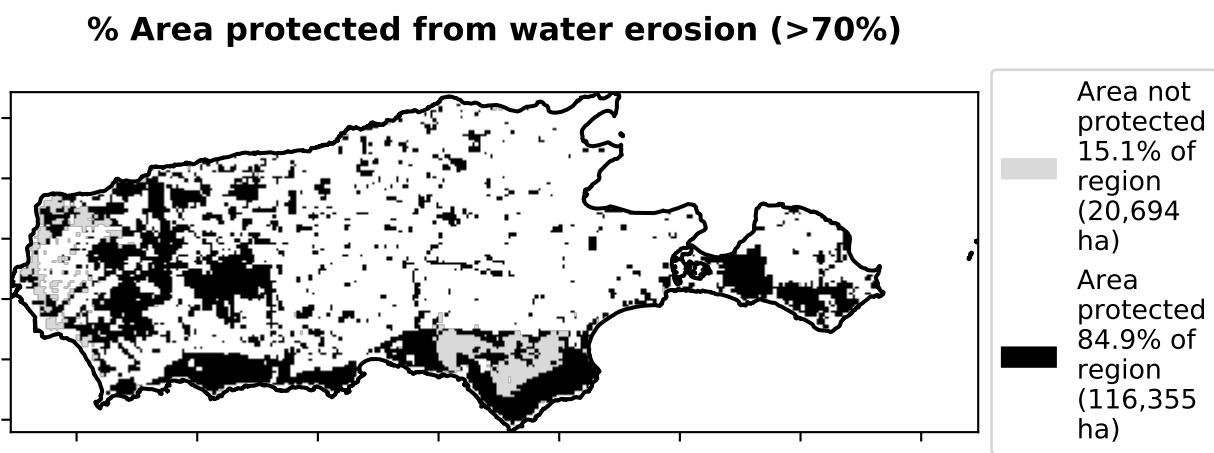 % Area protected from water erosion (>70%)
Area not
protected
15.1% of
region
(20,694
ha)
Area
protected
84.9% of
region
(116,355
ha)